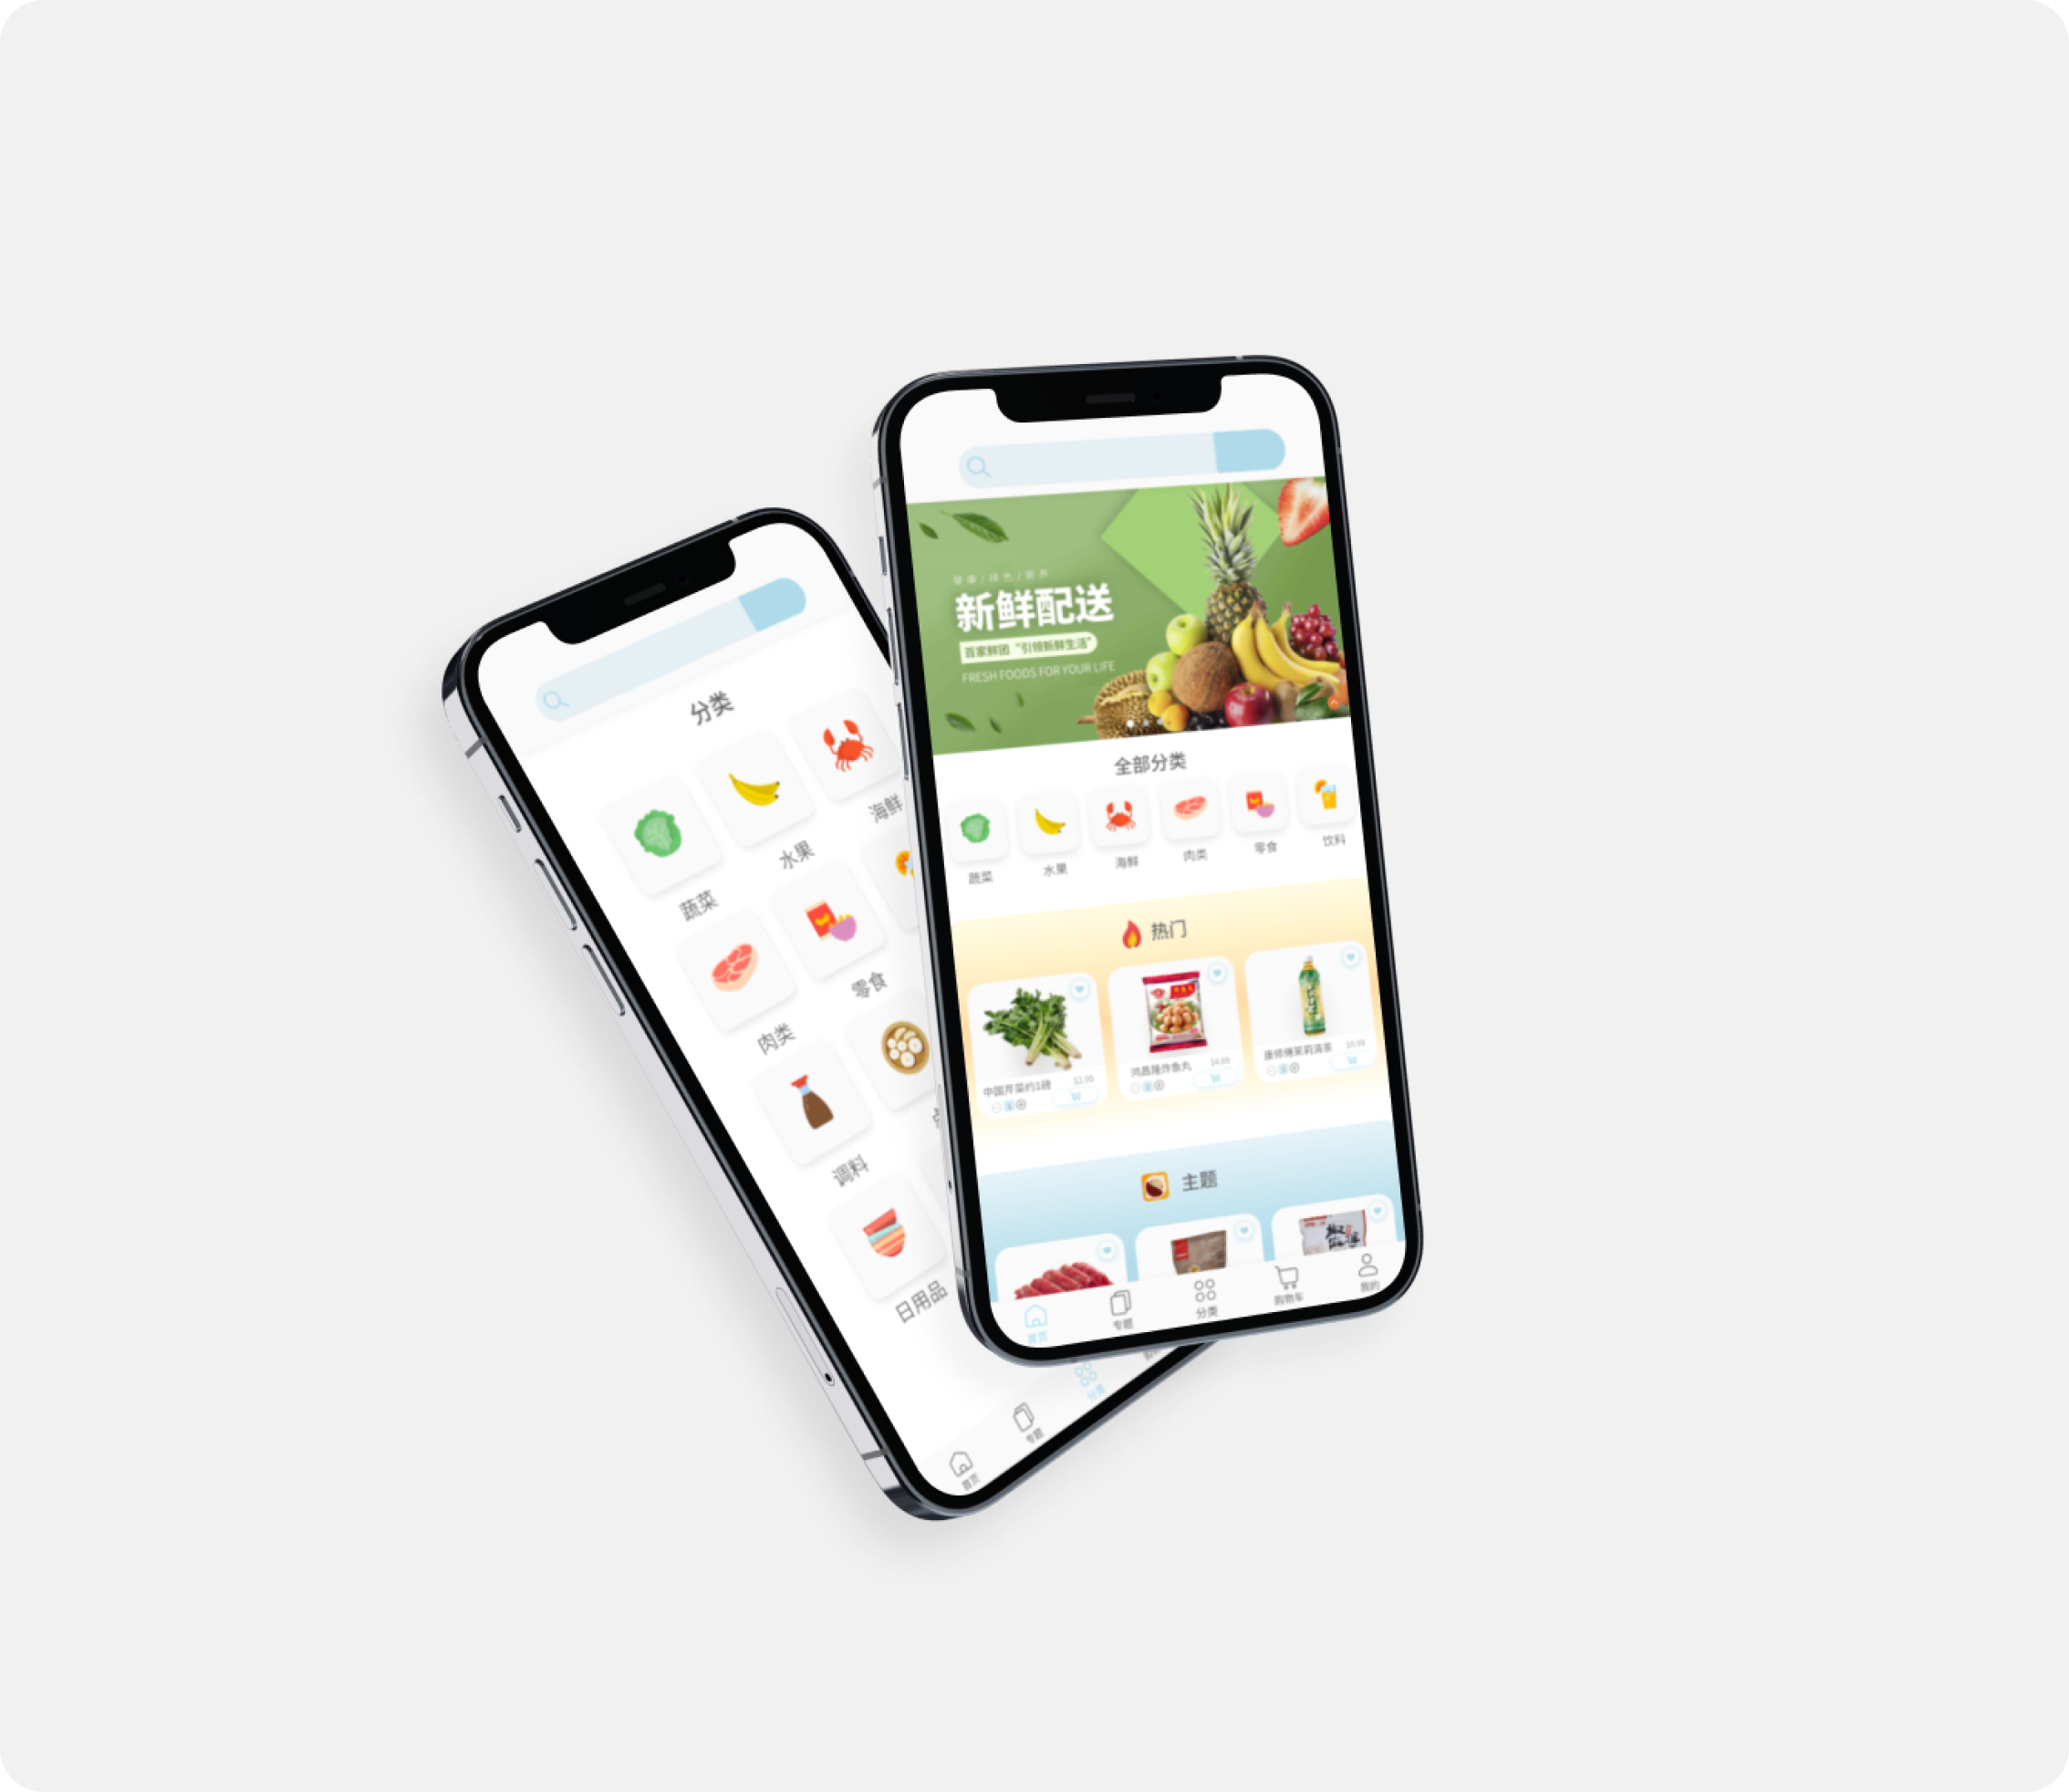 分类
蔬菜
水果
海鲜
肉类
零食
调料
日用品
首页
专题
分类
健康/绿色/营养
新鲜配送
百家鲜团“引领新鲜生活”
FRESH FOODS FOR YOUR LIFE
全部分类
蔬菜
水果
海鲜
肉类
零食
饮料
热门
中国芹菜约1磅
$2.99
鸿昌隆炸鱼丸
$4.69
康师傅茉莉清茶
$0.99
主题
首页
专题
分类
购物车
我的